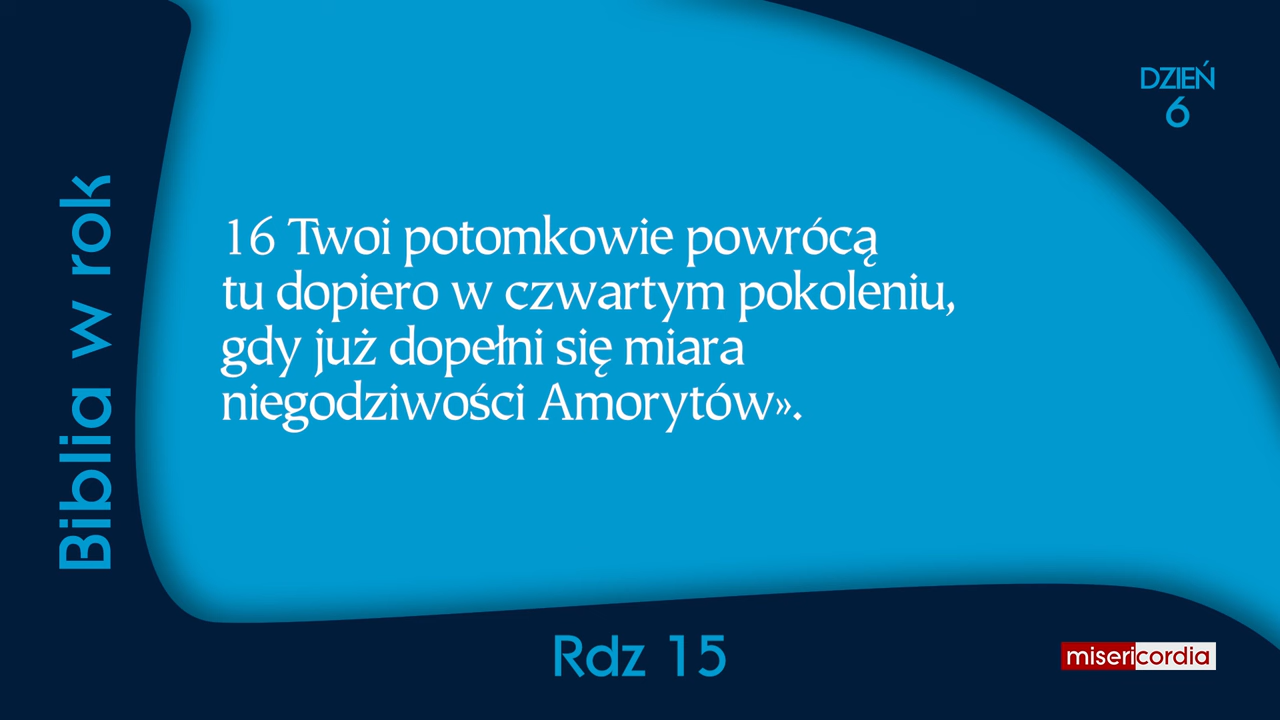 DZIEŃ
6
Biblia w rok
16 Twoi potomkowie powrócą
tu dopiero w czwartym pokoleniu,
gdy już dopełni się miara
niegodziwości Amorytów».
Rdz 15
misericordia